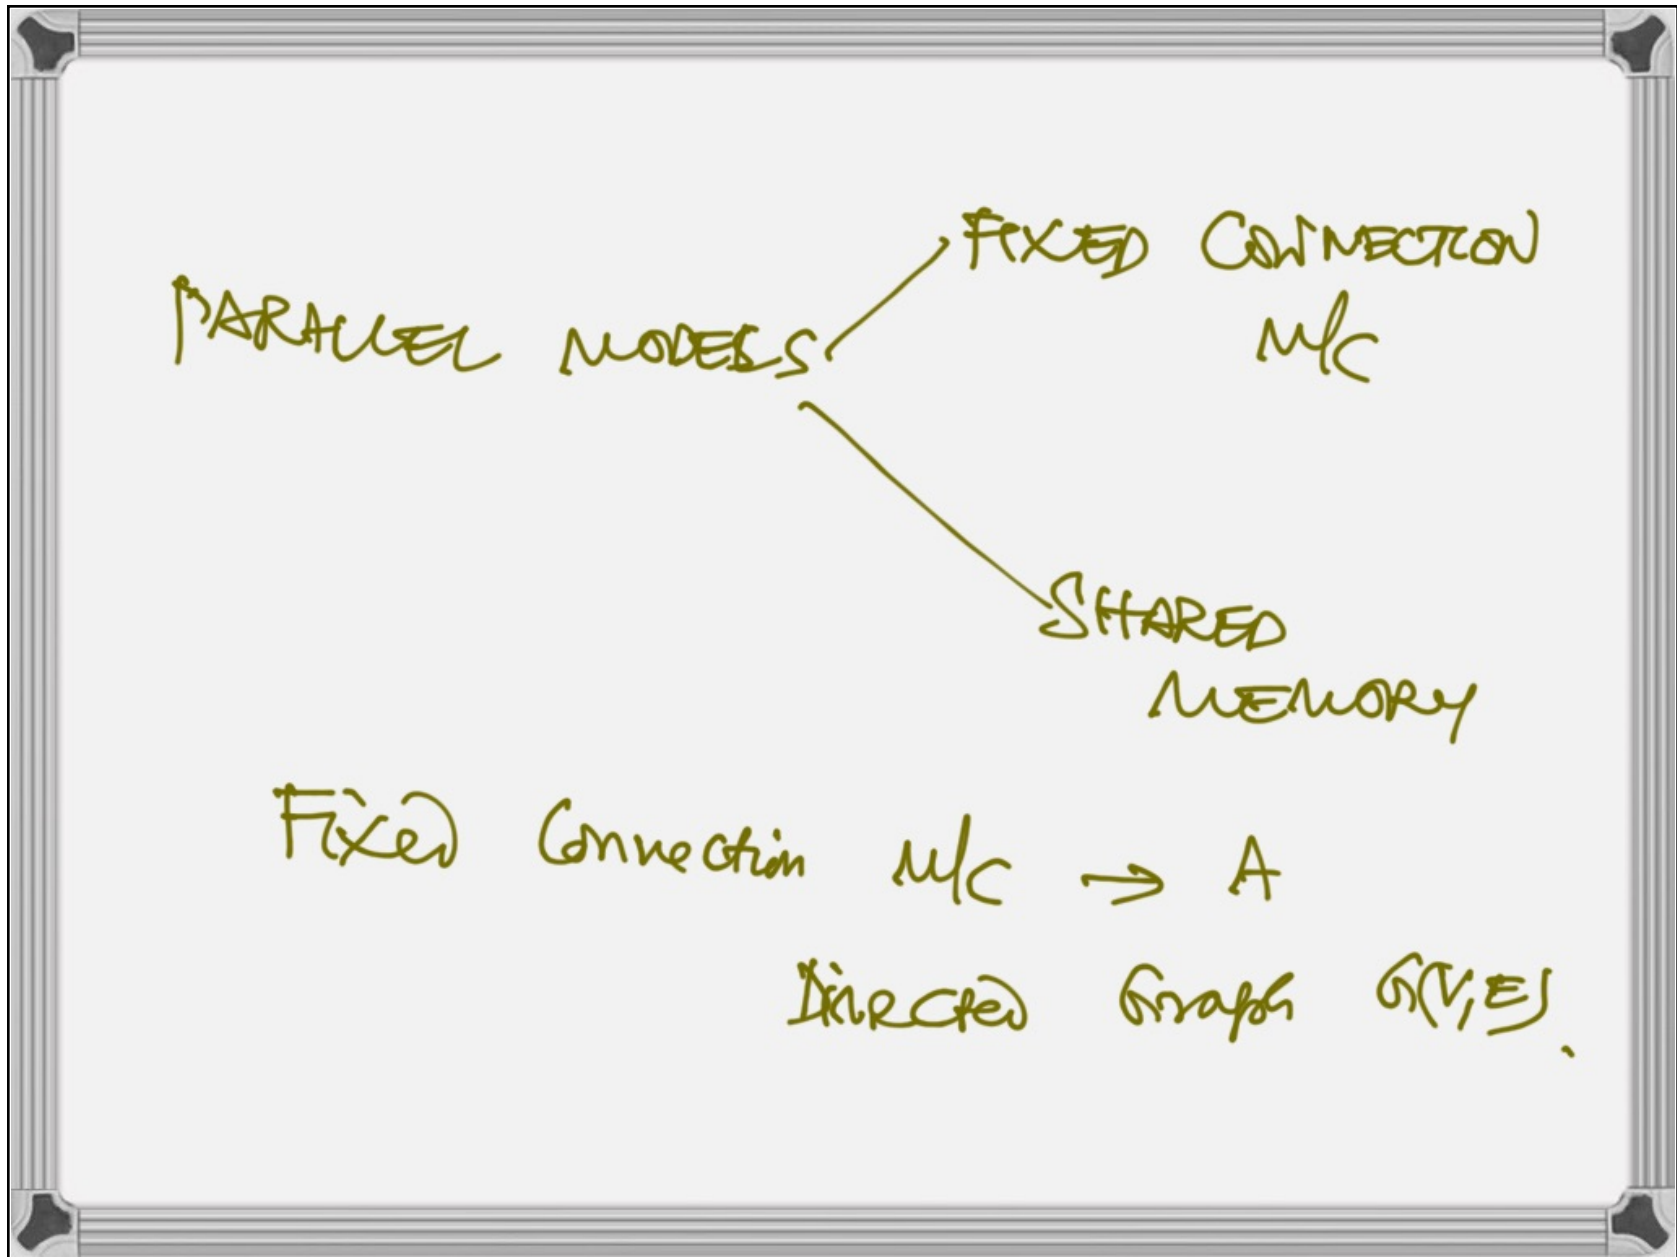 PARALLEL MODELS
FIXED CONNECTION
M/C
SHARED
MEMORY
Fixed Connection M/C → A
Directed Graph G(V,E).